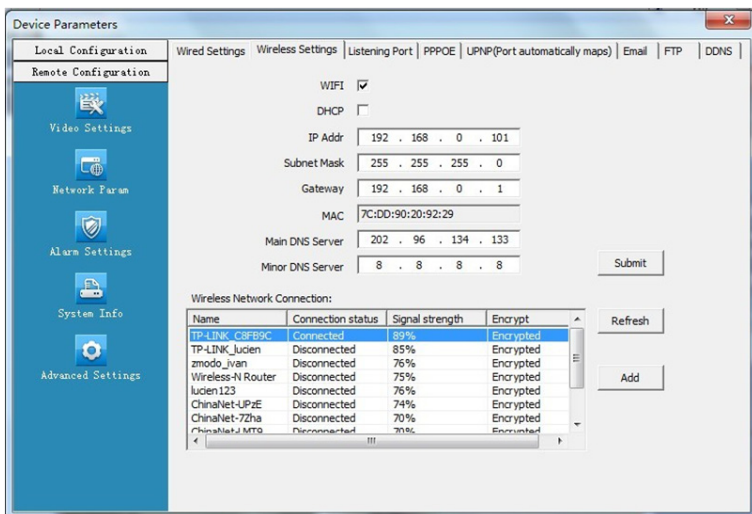 Device Parameters
Local Configuration
Remote Configuration
Video Settings
Network Param
Alarm Settings
System Info
Advanced Settings
Wired Settings Wireless Settings Listening Port PPPOE UPNP(Port automatically maps) Email FTP DDNS
WIFI
DHCP
IP Addr 192 . 168 . 0 . 101
Subnet Mask 255 . 255 . 255 . 0
Gateway 192 . 168 . 0 . 1
MAC 7C:DD:90:20:92:29
Main DNS Server 202 . 96 . 134 . 133
Minor DNS Server 8 . 8 . 8 . 8
Submit
Wireless Network Connection:
Name Connection status Signal strength Encrypt
TP-LINK_C8FB9C Connected 89% Encrypted
TP-LINK_lucien Disconnected 85% Encrypted
zmodo_ivan Disconnected 76% Encrypted
Wireless-N Router Disconnected 75% Encrypted
lucien123 Disconnected 76% Encrypted
ChinaNet-UPzE Disconnected 74% Encrypted
ChinaNet-7Zha Disconnected 70% Encrypted
ChinaNet-LMT9 Disconnected 70% Encrypted
Refresh
Add